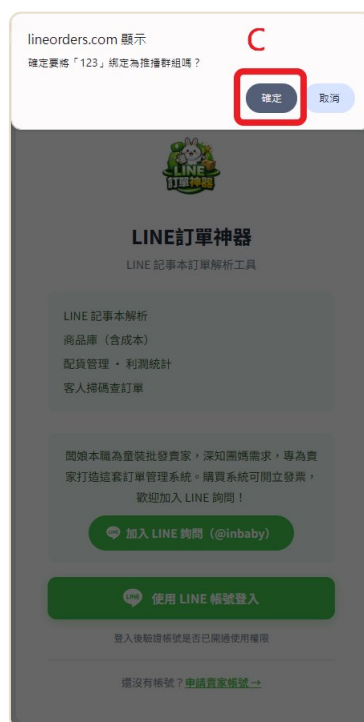 lineorders.com 顯示
C
確定要將「123」綁定為推播群組嗎？
確定
取消
LINE
訂單神器
LINE訂單神器
LINE 記事本訂單解析工具
LINE 記事本解析
商品庫（含成本）
配貨管理 · 利潤統計
客人掃碼查訂單
闆娘本職為童裝批發賣家，深知團媽需求，專為賣
家打造這套訂單管理系統。購買系統可開立發票，
歡迎加入 LINE 詢問！
加入 LINE 詢問（@inbaby）
LINE 使用 LINE 帳號登入
登入後驗證帳號是否已開通使用權限
還沒有帳號？申請賣家帳號 →